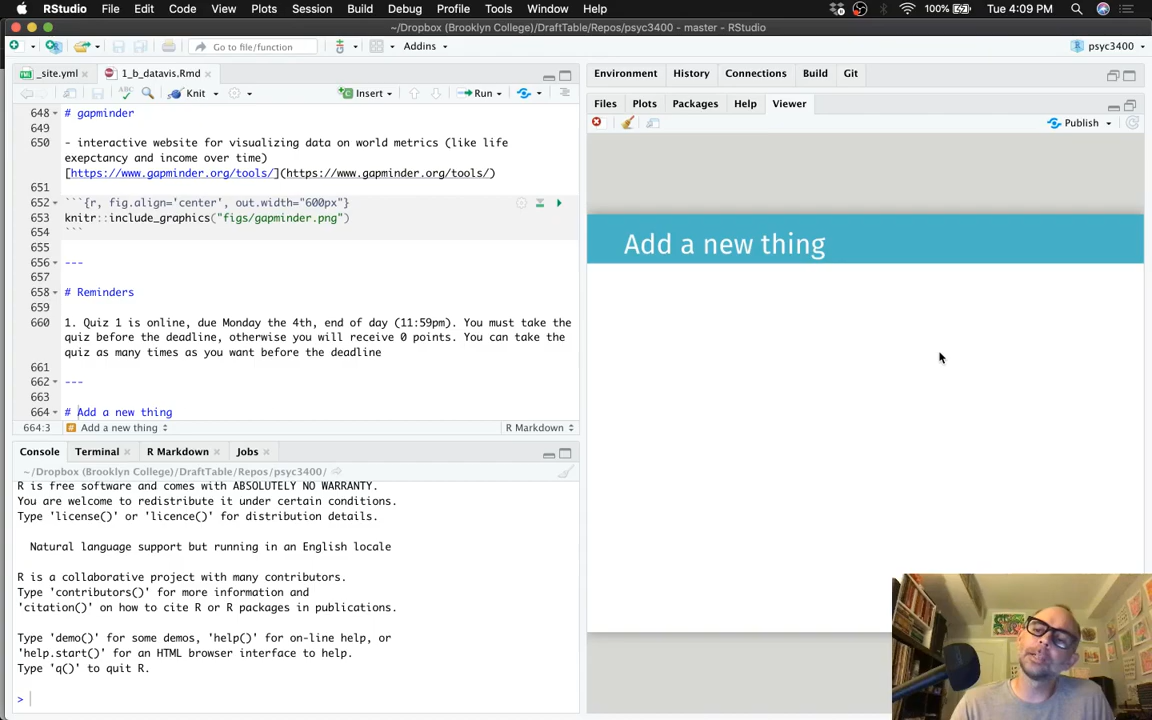 RStudio File Edit Code View Plots Session Build Debug Profile Tools Window Help 100% Tue 4:09 PM
~/Dropbox (Brooklyn College)/DraftTable/Repos/psyc3400 - master - RStudio
Go to file/function Addins psyc3400
_site.yml 1_b_datavis.Rmd
Knit Insert Run
648 # gapminder
649
650 - interactive website for visualizing data on world metrics (like life
exepctancy and income over time)
[https://www.gapminder.org/tools/](https://www.gapminder.org/tools/)
651
652 ```{r, fig.align='center', out.width="600px"}
653 knitr::include_graphics("figs/gapminder.png")
654 ```
655
656 ---
657
658 # Reminders
659
660 1. Quiz 1 is online, due Monday the 4th, end of day (11:59pm). You must take the
quiz before the deadline, otherwise you will receive 0 points. You can take the
quiz as many times as you want before the deadline
661
662 ---
663
664 # Add a new thing
664:3 # Add a new thing R Markdown
Console Terminal R Markdown Jobs
~/Dropbox (Brooklyn College)/DraftTable/Repos/psyc3400/
R is free software and comes with ABSOLUTELY NO WARRANTY.
You are welcome to redistribute it under certain conditions.
Type 'license()' or 'licence()' for distribution details.
Natural language support but running in an English locale
R is a collaborative project with many contributors.
Type 'contributors()' for more information and
'citation()' on how to cite R or R packages in publications.
Type 'demo()' for some demos, 'help()' for on-line help, or
'help.start()' for an HTML browser interface to help.
Type 'q()' to quit R.
>
Environment History Connections Build Git
Files Plots Packages Help Viewer
Publish
Add a new thing